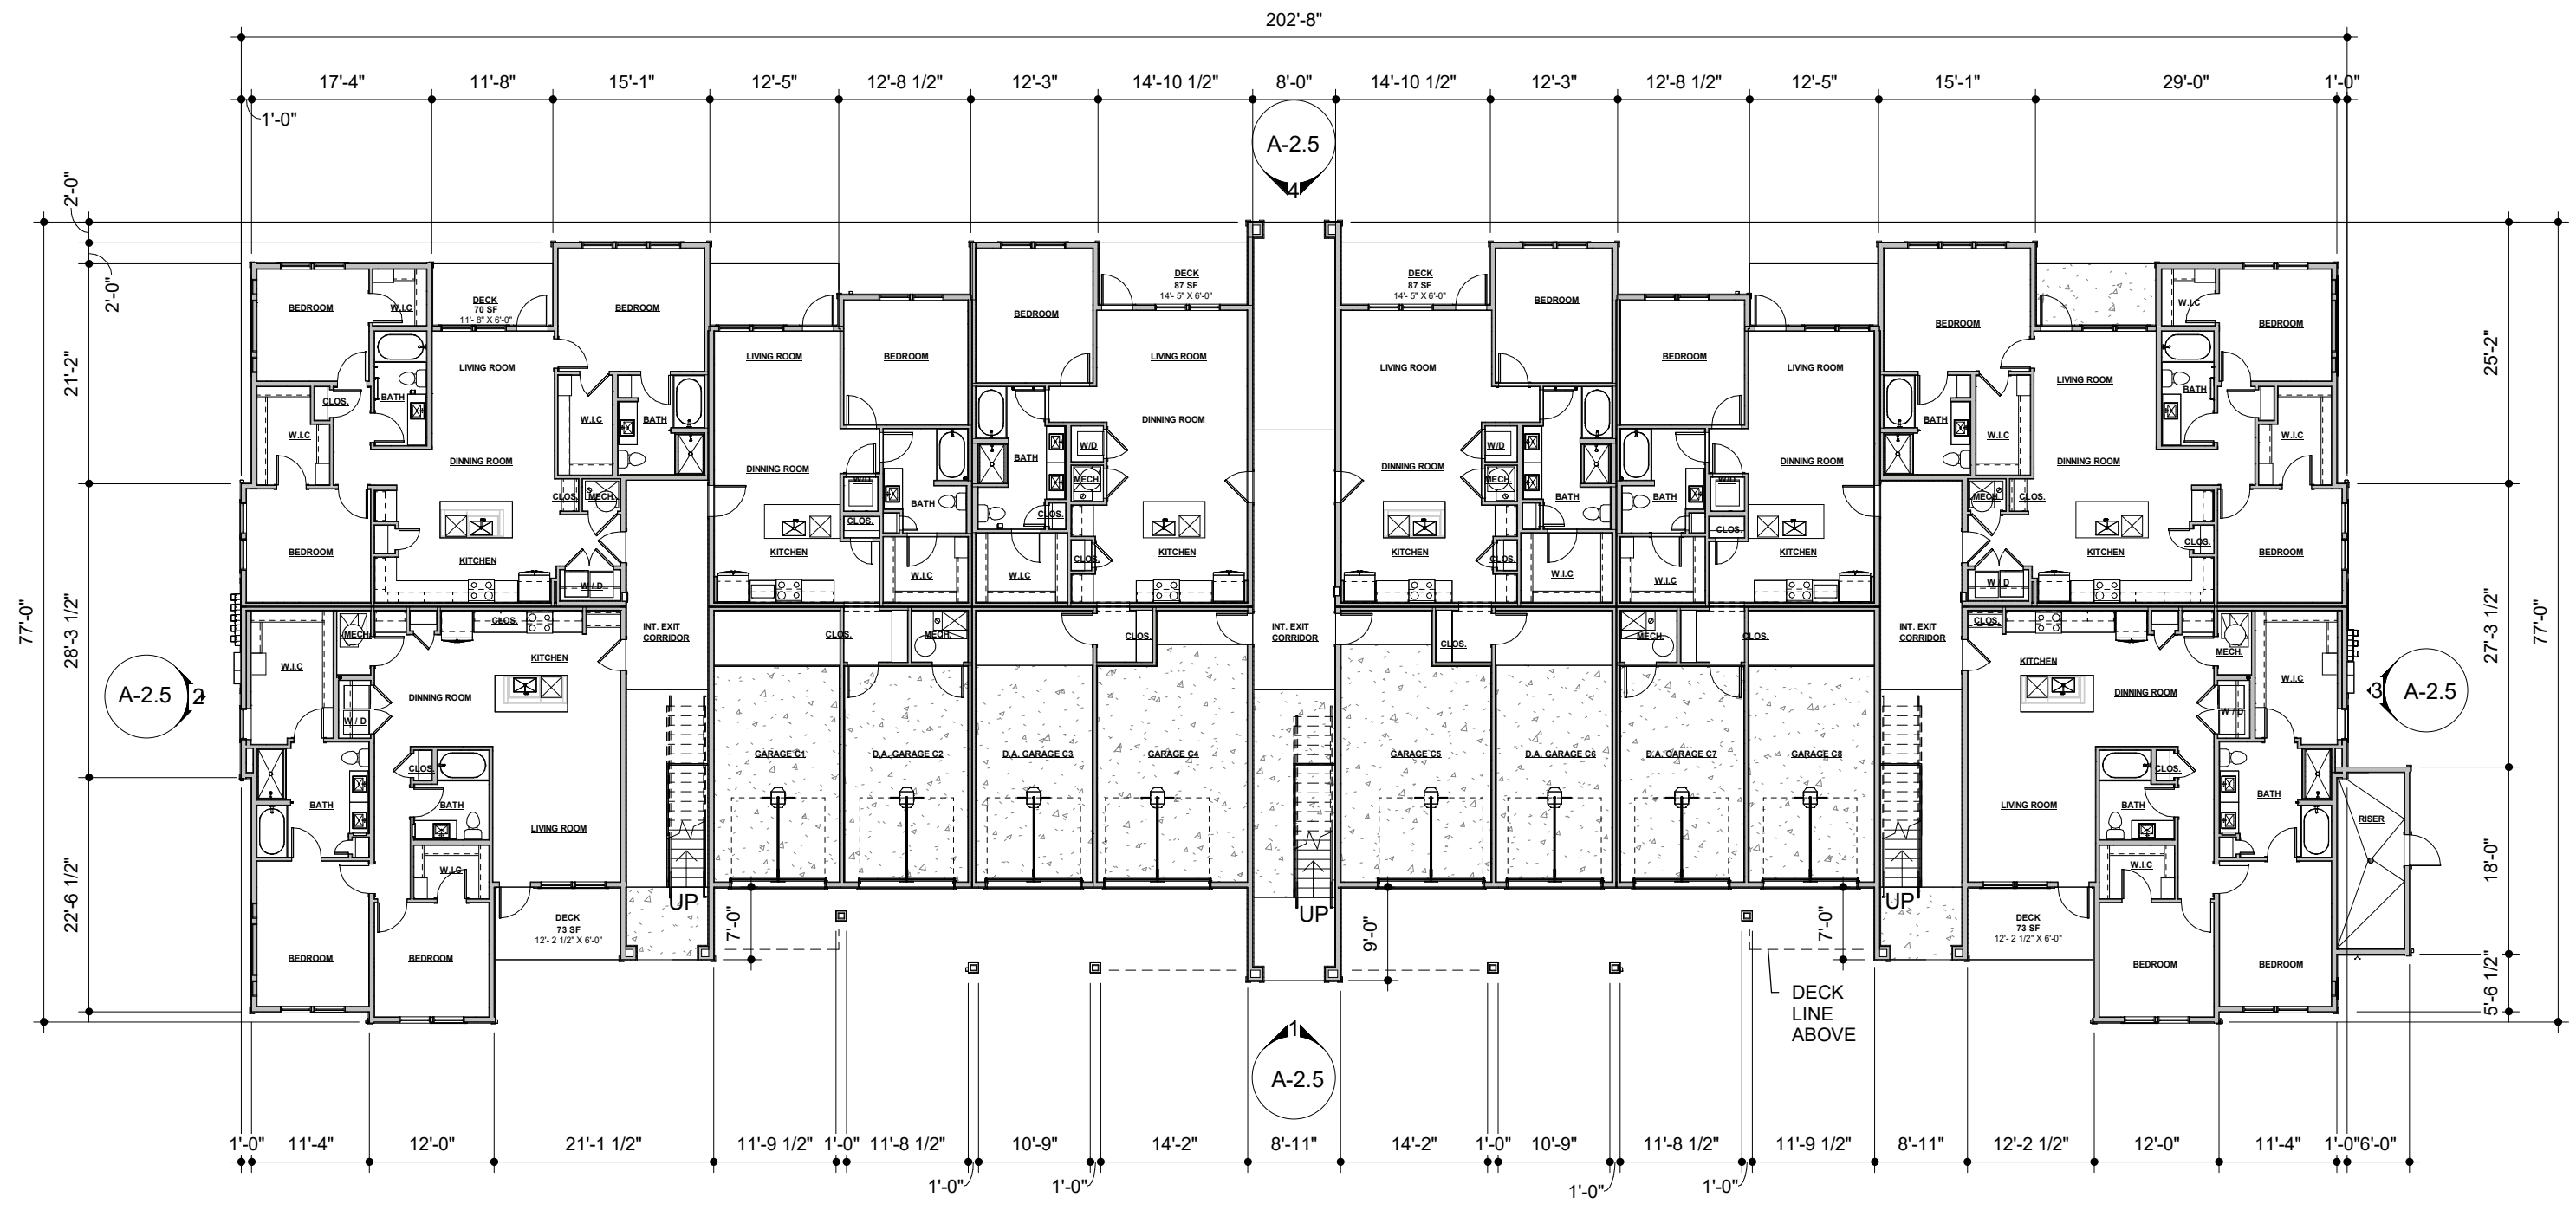 202'-8"
17'-4" 11'-8" 15'-1" 12'-5" 12'-8 1/2" 12'-3" 14'-10 1/2" 8'-0" 14'-10 1/2" 12'-3" 12'-8 1/2" 12'-5" 15'-1" 29'-0" 1'-0"
1'-0"
A-2.5
4
2'-0"
2'-0"
21'-2"
28'-3 1/2"
22'-6 1/2"
77'-0"
A-2.5
2
BEDROOM
W.I.C
DECK
70 SF
11'- 8" X 6'-0"
BEDROOM
LIVING ROOM
CLOS.
BATH
W.I.C
W.I.C
BATH
DINNING ROOM
CLOS.
MECH.
BEDROOM
KITCHEN
W / D
LIVING ROOM
BEDROOM
DINNING ROOM
W/D
CLOS.
BATH
KITCHEN
W.I.C
BEDROOM
DECK
87 SF
14'- 5" X 6'-0"
LIVING ROOM
DINNING ROOM
BATH
W/D
MECH.
CLOS.
CLOS.
KITCHEN
W.I.C
DECK
87 SF
14'- 5" X 6'-0"
BEDROOM
LIVING ROOM
DINNING ROOM
W/D
MECH.
BATH
KITCHEN
CLOS.
W.I.C
BEDROOM
LIVING ROOM
DINNING ROOM
BATH
W/D
CLOS.
KITCHEN
W.I.C
BEDROOM
LIVING ROOM
W.I.C
BEDROOM
BATH
BATH
W.I.C
W.I.C
DINNING ROOM
MECH.
CLOS.
KITCHEN
CLOS.
BEDROOM
W / D
MECH.
CLOS.
KITCHEN
W.I.C
DINNING ROOM
W / D
CLOS.
BATH
BATH
LIVING ROOM
W.I.C
BEDROOM
BEDROOM
DECK
73 SF
12'- 2 1/2" X 6'-0"
INT. EXIT
CORRIDOR
UP
CLOS.
MECH.
CLOS.
GARAGE C1
D.A. GARAGE C2
D.A. GARAGE C3
GARAGE C4
INT. EXIT
CORRIDOR
UP
CLOS.
MECH.
CLOS.
GARAGE C5
D.A. GARAGE C6
D.A. GARAGE C7
GARAGE C8
INT. EXIT
CORRIDOR
UP
CLOS.
KITCHEN
MECH.
W.I.C
DINNING ROOM
W / D
CLOS.
LIVING ROOM
BATH
BATH
W.I.C
RISER
DECK
73 SF
12'- 2 1/2" X 6'-0"
BEDROOM
BEDROOM
7'-0"
9'-0"
7'-0"
DECK
LINE
ABOVE
25'-2"
27'-3 1/2"
18'-0"
5'-6 1/2"
77'-0"
3
A-2.5
1
A-2.5
1'-0" 11'-4" 12'-0" 21'-1 1/2" 11'-9 1/2" 1'-0" 11'-8 1/2" 10'-9" 14'-2" 8'-11" 14'-2" 1'-0" 10'-9" 11'-8 1/2" 11'-9 1/2" 8'-11" 12'-2 1/2" 12'-0" 11'-4" 1'-0" 6'-0"
1'-0" 1'-0" 1'-0" 1'-0"